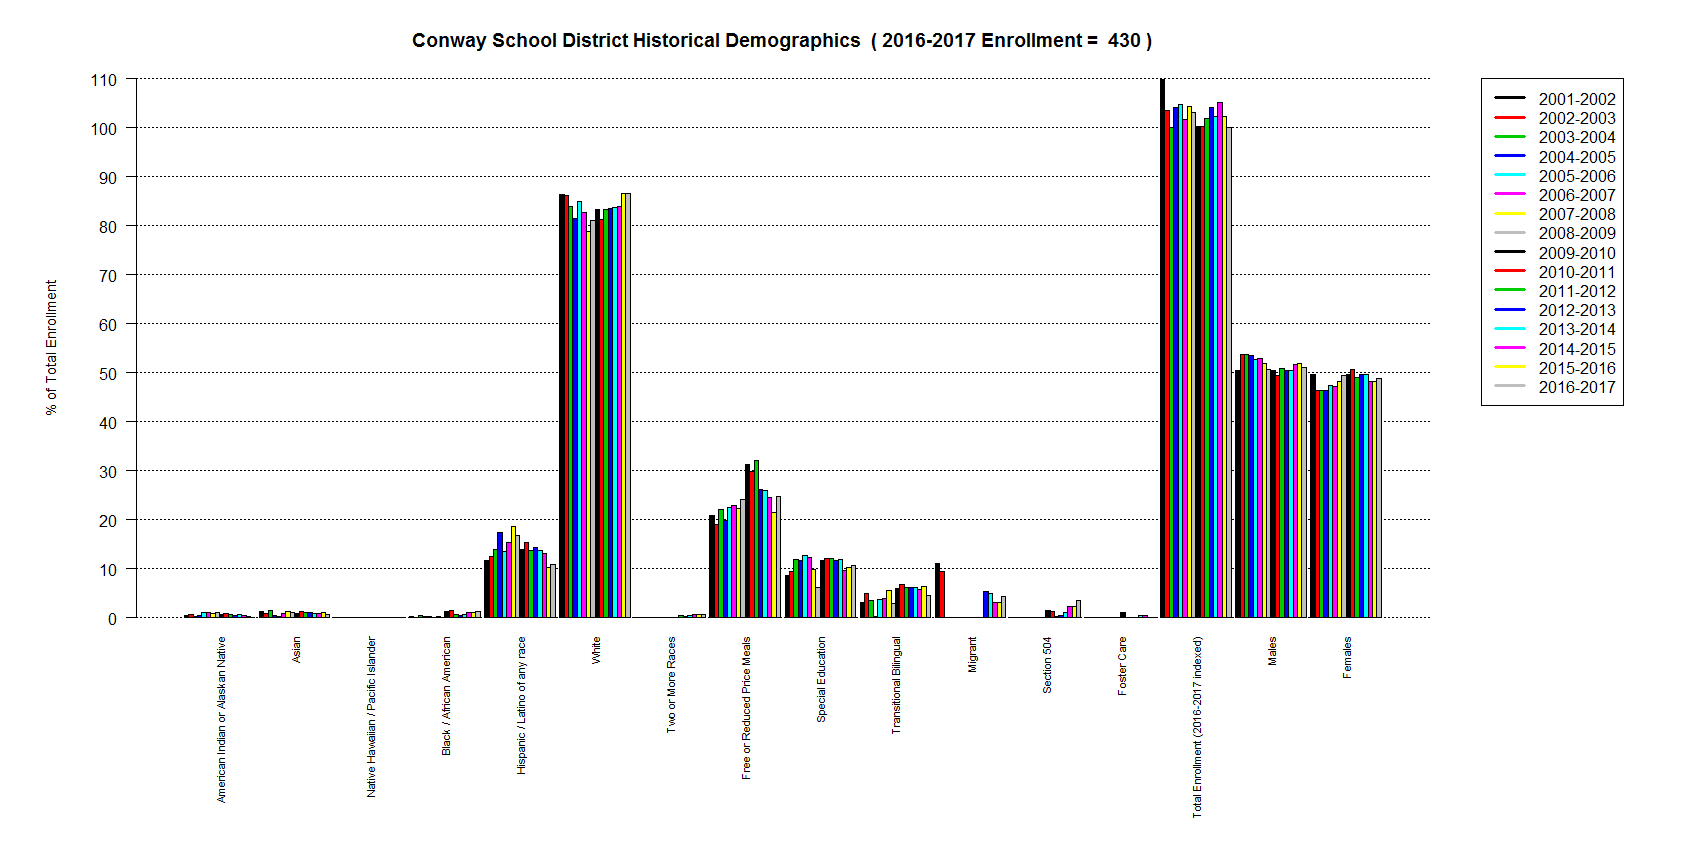 Conway School District Historical Demographics ( 2016-2017 Enrollment = 430 )
% of Total Enrollment
110
100
90
80
70
60
50
40
30
20
10
0
American Indian or Alaskan Native
Asian
Native Hawaiian / Pacific Islander
Black / African American
Hispanic / Latino of any race
White
Two or More Races
Free or Reduced Price Meals
Special Education
Transitional Bilingual
Migrant
Section 504
Foster Care
Total Enrollment (2016-2017 indexed)
Males
Females
2001-2002
2002-2003
2003-2004
2004-2005
2005-2006
2006-2007
2007-2008
2008-2009
2009-2010
2010-2011
2011-2012
2012-2013
2013-2014
2014-2015
2015-2016
2016-2017